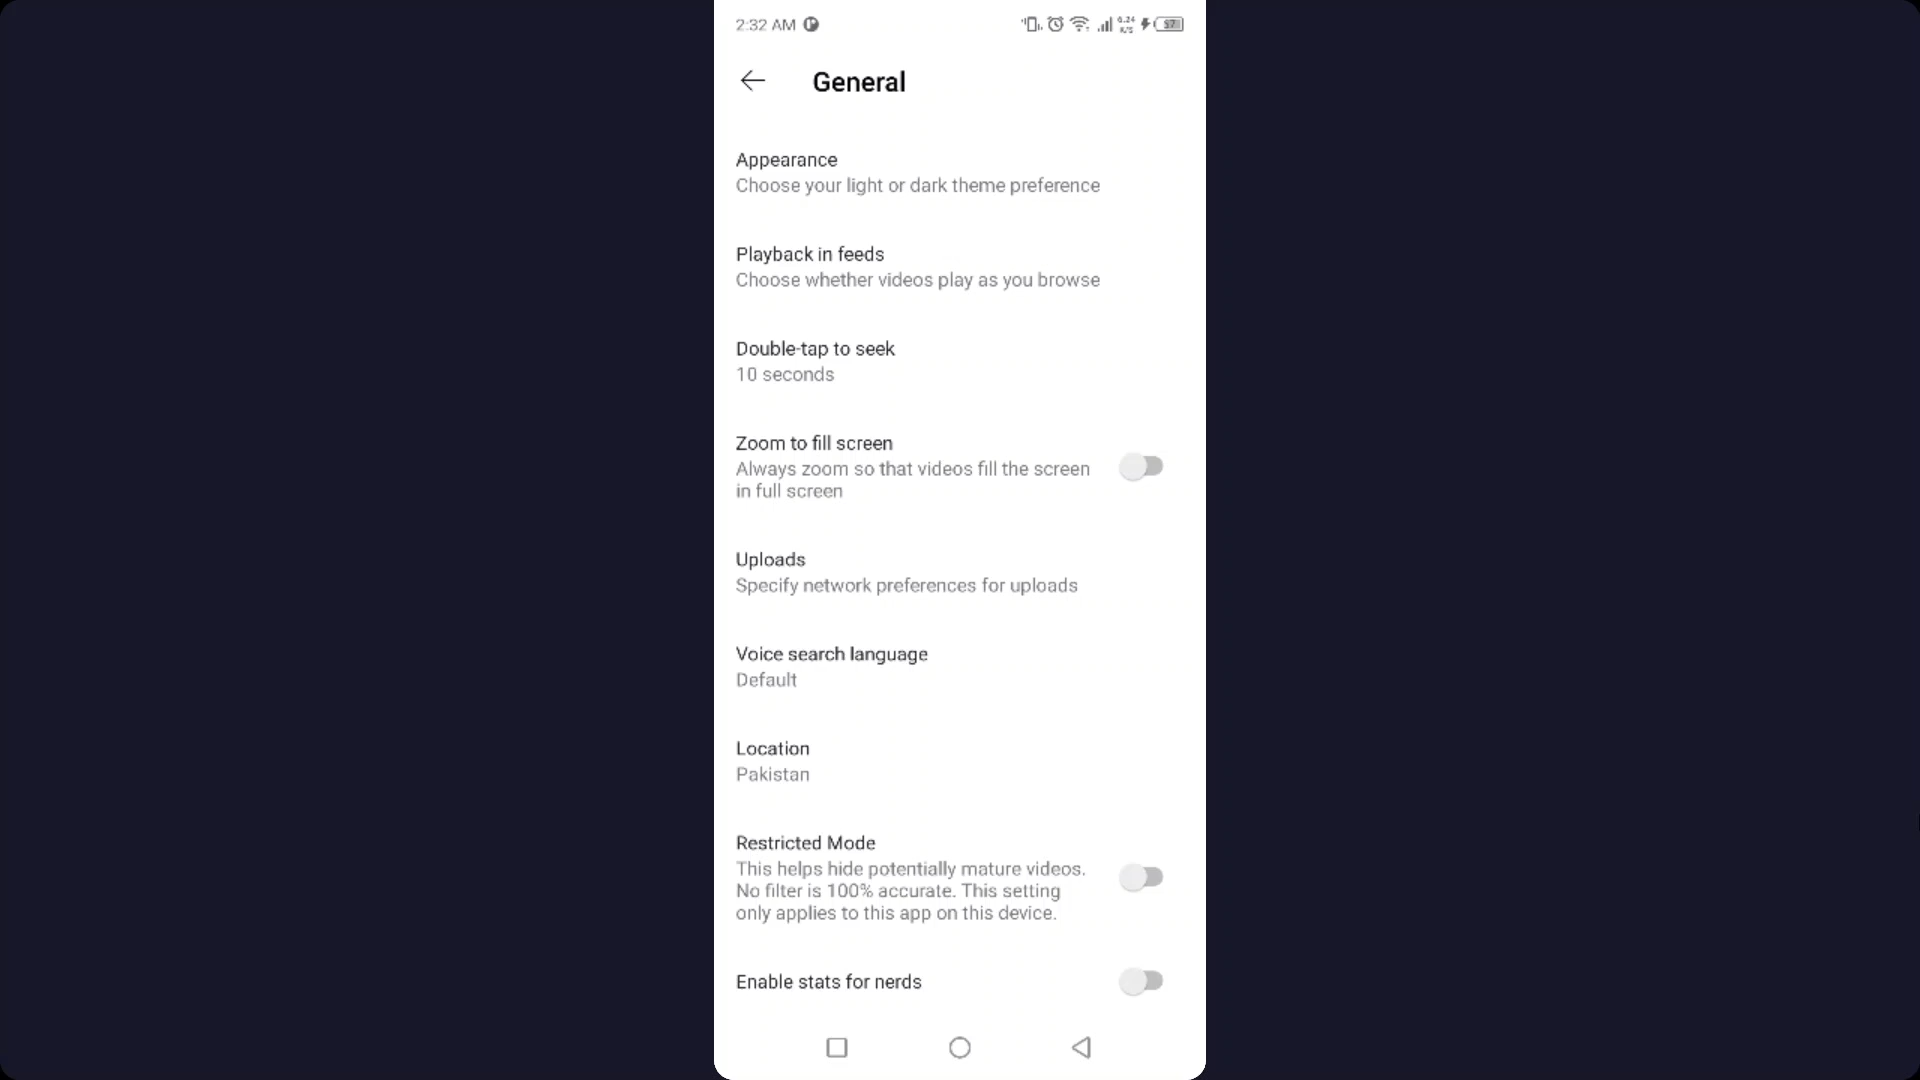 2:32 AM
0.24
K/S
57
General
Appearance
Choose your light or dark theme preference
Playback in feeds
Choose whether videos play as you browse
Double-tap to seek
10 seconds
Zoom to fill screen
Always zoom so that videos fill the screen
in full screen
Uploads
Specify network preferences for uploads
Voice search language
Default
Location
Pakistan
Restricted Mode
This helps hide potentially mature videos.
No filter is 100% accurate. This setting
only applies to this app on this device.
Enable stats for nerds